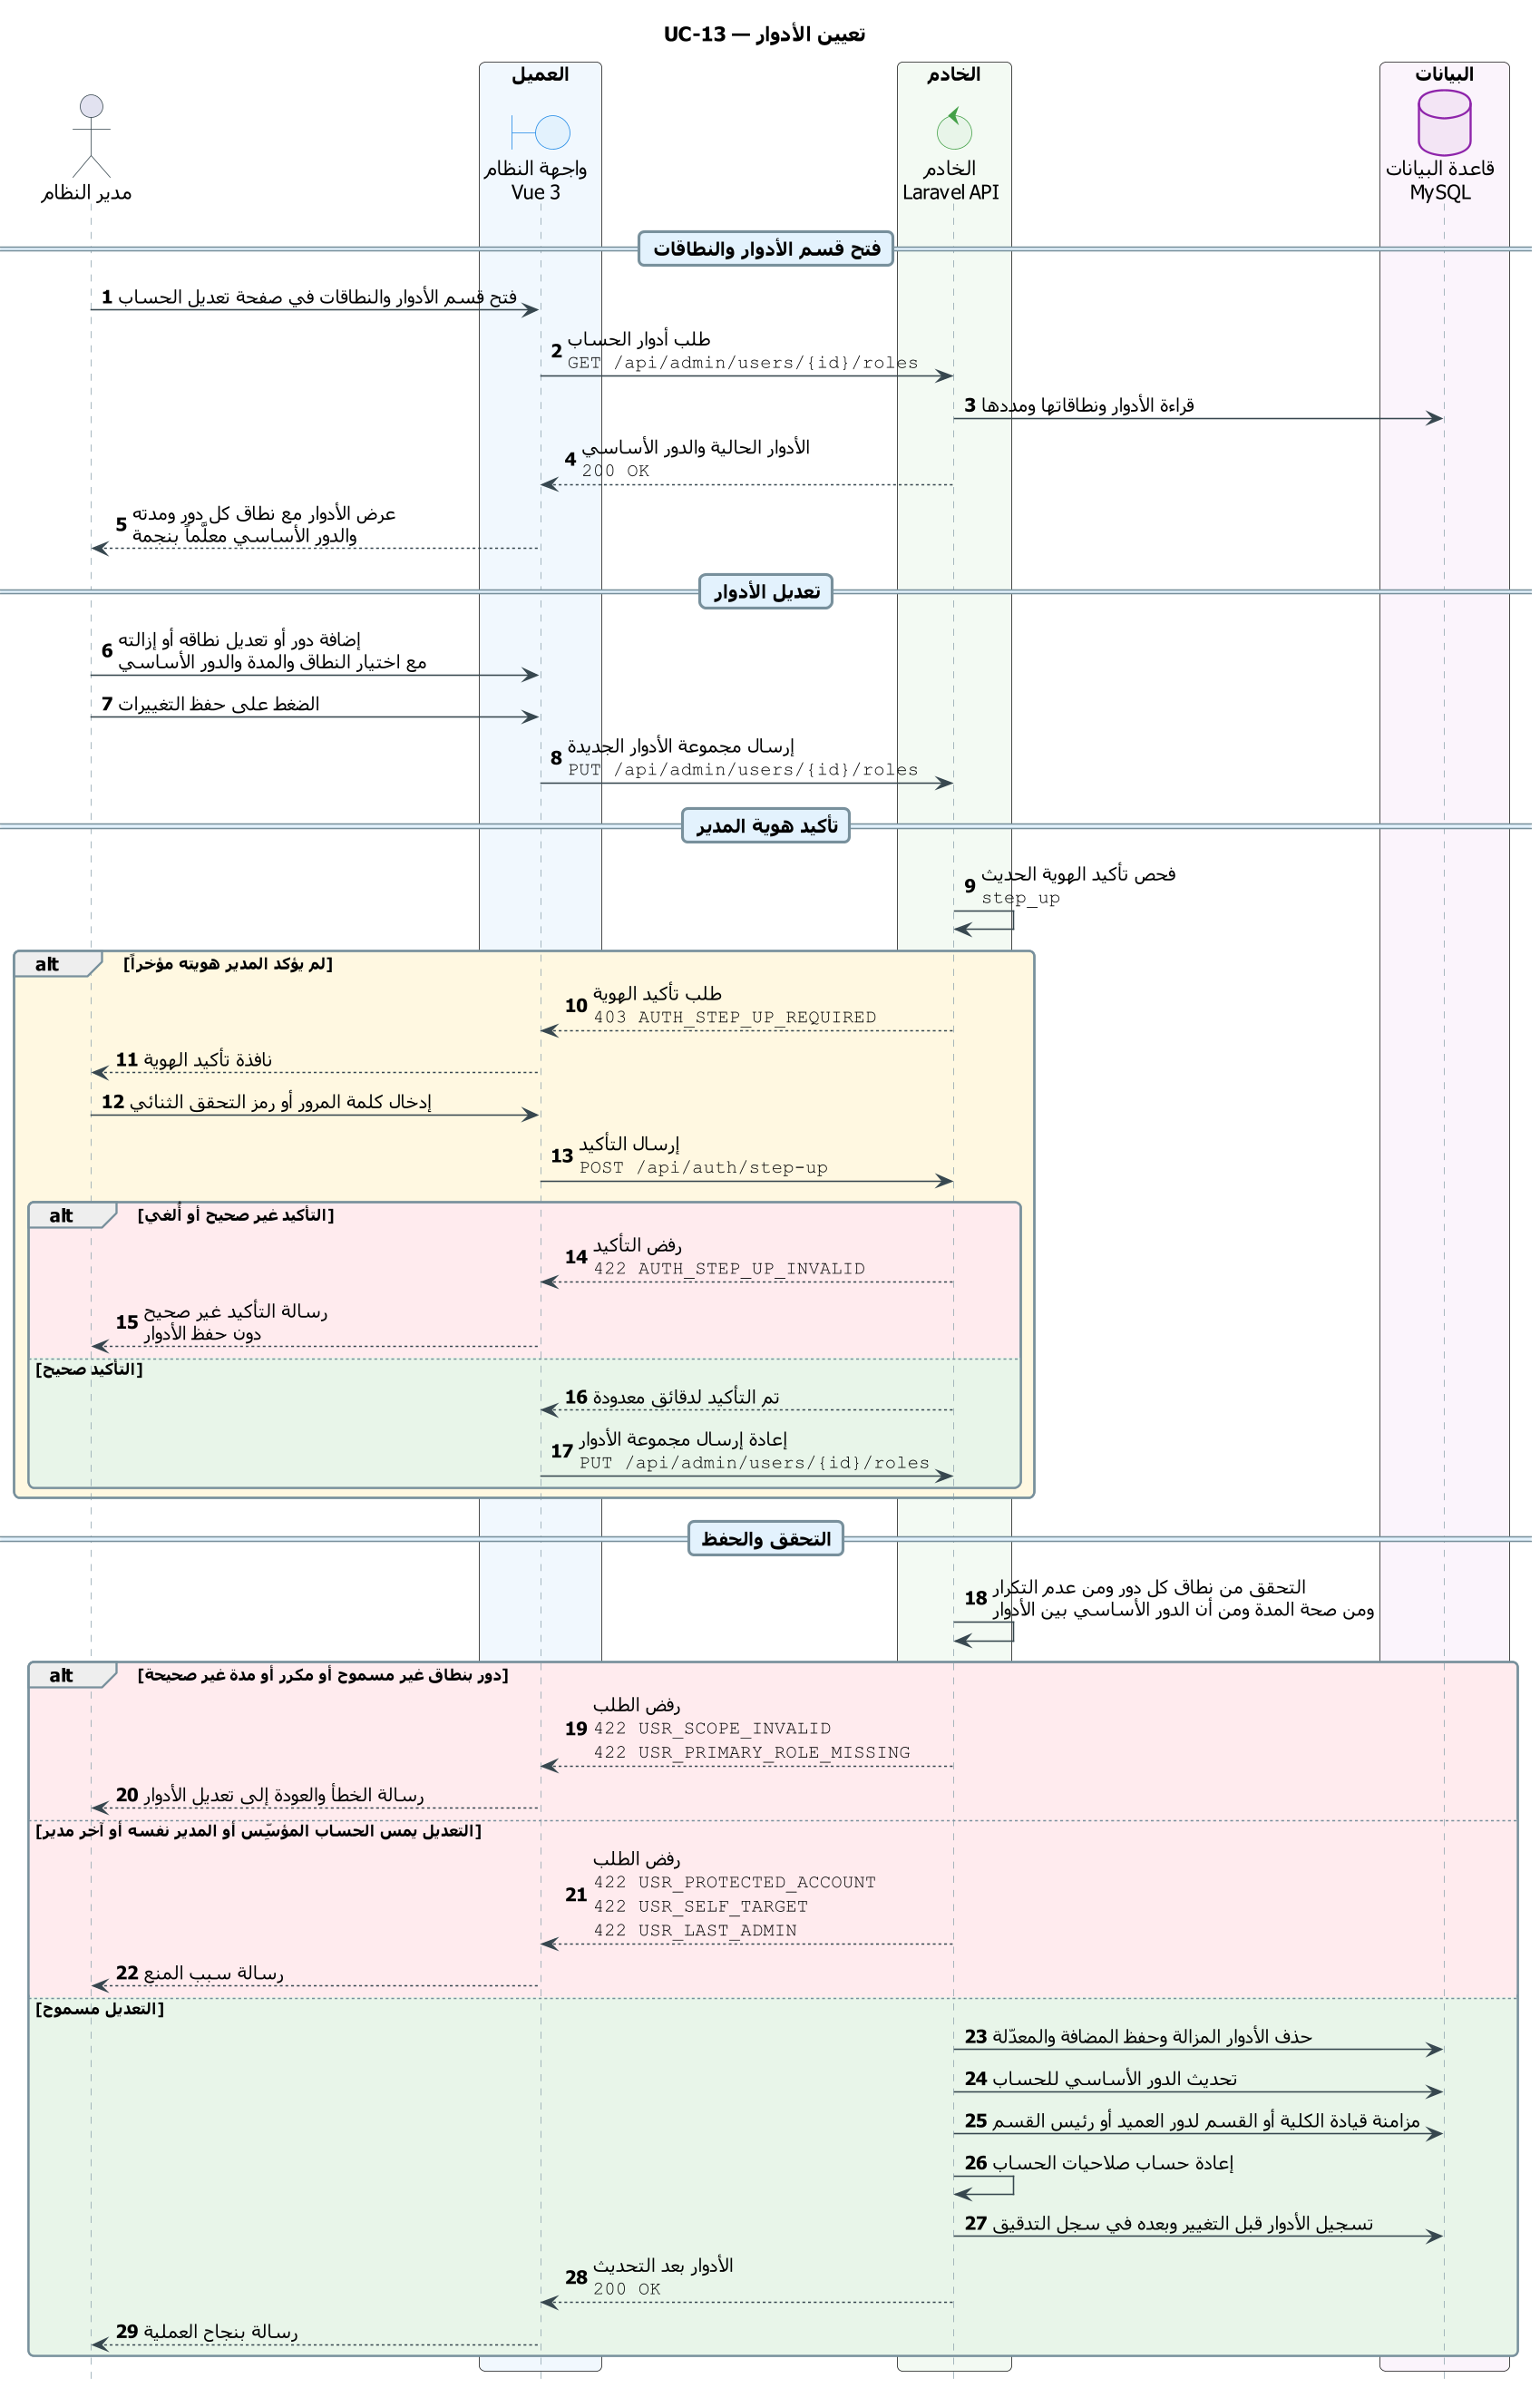 UC-13 — تعيين الأدوار
العميل
الخادم
البيانات
مدير النظام
واجهة النظام
Vue 3
الخادم
Laravel API
قاعدة البيانات
MySQL
فتح قسم الأدوار والنطاقات
1 فتح قسم الأدوار والنطاقات في صفحة تعديل الحساب
2 طلب أدوار الحساب
GET /api/admin/users/{id}/roles
3 قراءة الأدوار ونطاقاتها ومددها
4 الأدوار الحالية والدور الأساسي
200 OK
5 عرض الأدوار مع نطاق كل دور ومدته
والدور الأساسي معلَّماً بنجمة
تعديل الأدوار
6 إضافة دور أو تعديل نطاقه أو إزالته
مع اختيار النطاق والمدة والدور الأساسي
7 الضغط على حفظ التغييرات
8 إرسال مجموعة الأدوار الجديدة
PUT /api/admin/users/{id}/roles
تأكيد هوية المدير
9 فحص تأكيد الهوية الحديث
step_up
alt [لم يؤكد المدير هويته مؤخراً]
10 طلب تأكيد الهوية
403 AUTH_STEP_UP_REQUIRED
11 نافذة تأكيد الهوية
12 إدخال كلمة المرور أو رمز التحقق الثنائي
13 إرسال التأكيد
POST /api/auth/step-up
alt [التأكيد غير صحيح أو ألغي]
14 رفض التأكيد
422 AUTH_STEP_UP_INVALID
15 رسالة التأكيد غير صحيح
دون حفظ الأدوار
[التأكيد صحيح]
16 تم التأكيد لدقائق معدودة
17 إعادة إرسال مجموعة الأدوار
PUT /api/admin/users/{id}/roles
التحقق والحفظ
18 التحقق من نطاق كل دور ومن عدم التكرار
ومن صحة المدة ومن أن الدور الأساسي بين الأدوار
alt [دور بنطاق غير مسموح أو مكرر أو مدة غير صحيحة]
19 رفض الطلب
422 USR_SCOPE_INVALID
422 USR_PRIMARY_ROLE_MISSING
20 رسالة الخطأ والعودة إلى تعديل الأدوار
[التعديل يمس الحساب المؤسِّس أو المدير نفسه أو آخر مدير]
21 رفض الطلب
422 USR_PROTECTED_ACCOUNT
422 USR_SELF_TARGET
422 USR_LAST_ADMIN
22 رسالة سبب المنع
[التعديل مسموح]
23 حذف الأدوار المزالة وحفظ المضافة والمعدّلة
24 تحديث الدور الأساسي للحساب
25 مزامنة قيادة الكلية أو القسم لدور العميد أو رئيس القسم
26 إعادة حساب صلاحيات الحساب
27 تسجيل الأدوار قبل التغيير وبعده في سجل التدقيق
28 الأدوار بعد التحديث
200 OK
29 رسالة بنجاح العملية